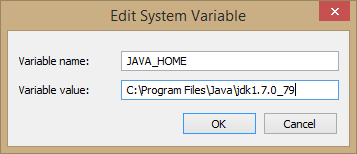 Edit System Variable
Variable name: JAVA_HOME
Variable value: C:\Program Files\Java\jdk1.7.0_79
OK Cancel